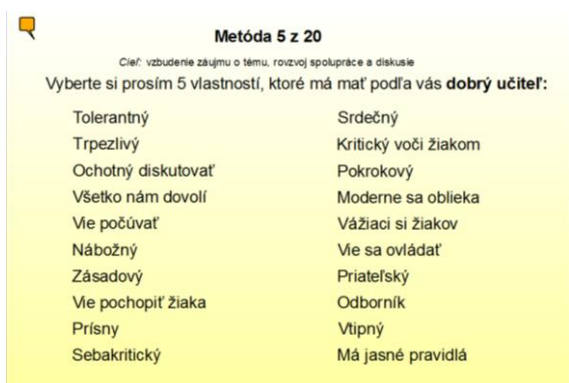 Metóda 5 z 20
Cieľ: vzbudenie záujmu o tému, rovzvoj spolupráce a diskusie
Vyberte si prosím 5 vlastností, ktoré má mať podľa vás dobrý učiteľ:
Tolerantný
Trpezlivý
Ochotný diskutovať
Všetko nám dovolí
Vie počúvať
Nábožný
Zásadový
Vie pochopiť žiaka
Prísny
Sebakritický
Srdečný
Kritický voči žiakom
Pokrokový
Moderne sa oblieka
Vážiaci si žiakov
Vie sa ovládať
Priateľský
Odborník
Vtipný
Má jasné pravidlá